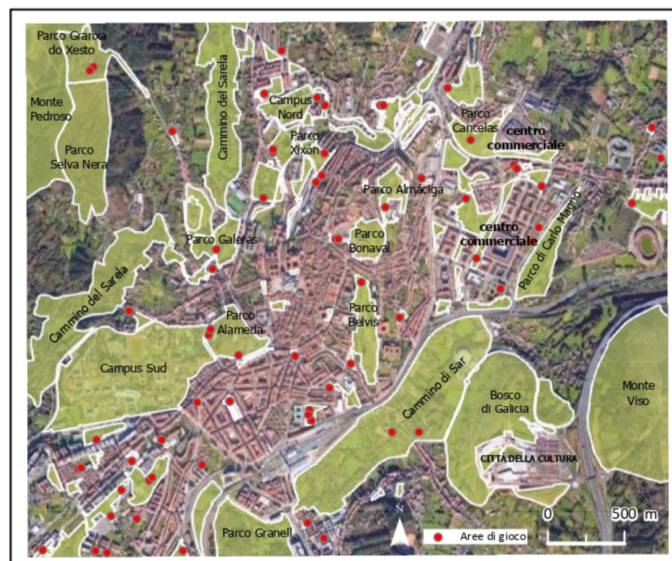 Parco Granxa
do Xesto
Monte
Pedroso
Parco
Selva Nera
Cammino del Sarela
Campus
Nord
Parco
Xixón
Parco
Cancelas
centro
commerciale
Parco Almáciga
Parco
Bonaval
centro
commerciale
Parco di Carlo Magno
Parco Galeras
Cammino del Sarela
Parco
Alameda
Parco
Belvis
Campus Sud
Cammino di Sar
Bosco
di Galicia
Monte
Viso
CITTÀ DELLA CULTURA
Parco Granell
N
Aree di gioco
0 500 m